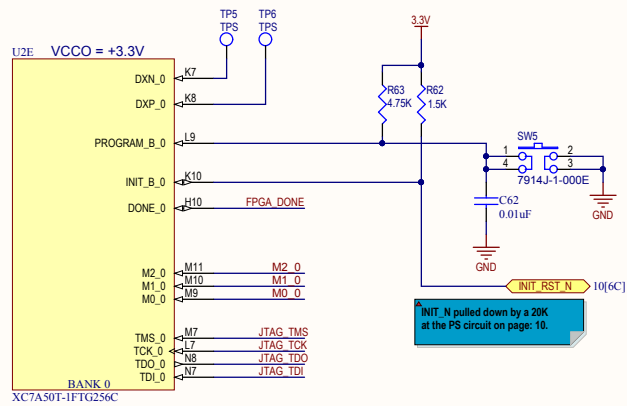 TP5 TP6
TPS TPS
3.3V
U2E VCCO = +3.3V
DXN_0 K7
DXP_0 K8
R63 R62
4.75K 1.5K
PROGRAM_B_0 L9
SW5
1 2
4 3
7914J-1-000E
INIT_B_0 K10
DONE_0 H10 FPGA_DONE
C62
0.01uF
GND
GND
M2_0 M11 M2_0
M1_0 M10 M1_0
M0_0 M9 M0_0
INIT_RST_N 10[6C]
INIT_N pulled down by a 20K
at the PS circuit on page: 10.
TMS_0 M7 JTAG_TMS
TCK_0 L7 JTAG_TCK
TDO_0 N8 JTAG_TDO
TDI_0 N7 JTAG_TDI
BANK 0
XC7A50T-1FTG256C